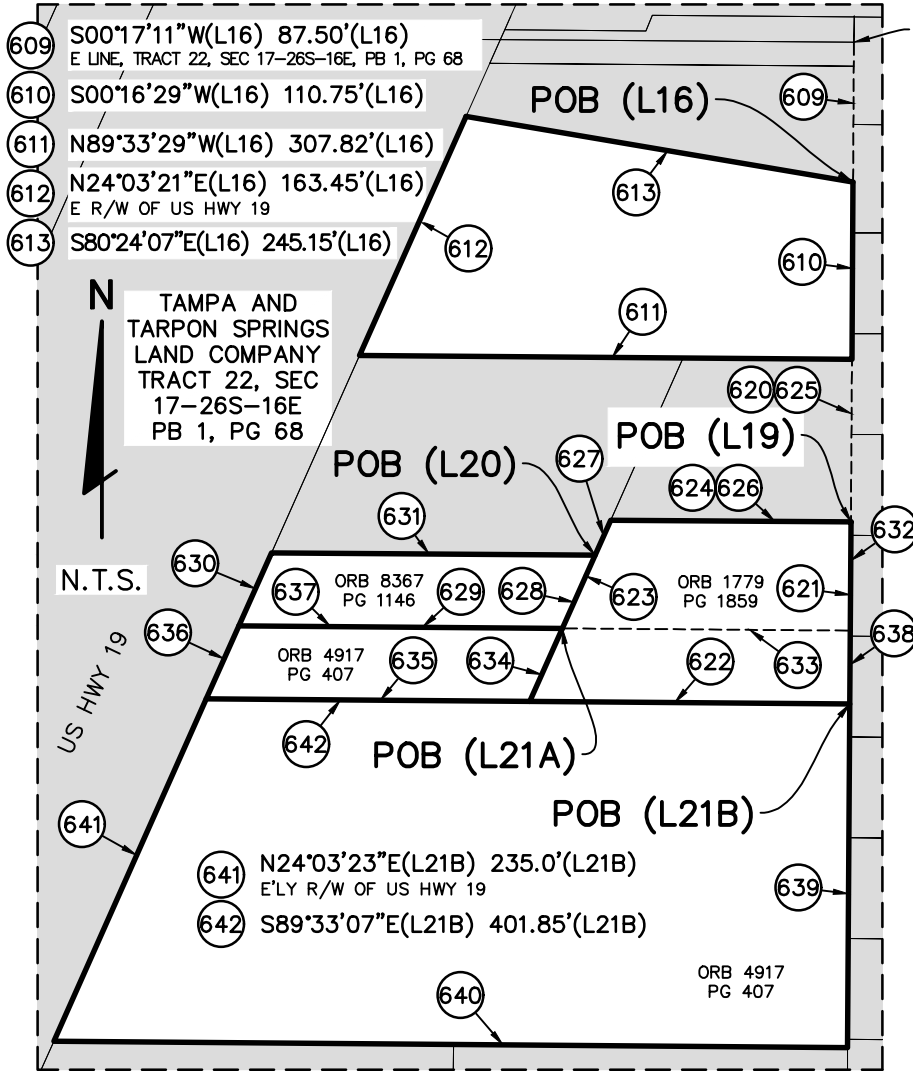 609 S00°17'11"W(L16) 87.50'(L16)
E LINE, TRACT 22, SEC 17-26S-16E, PB 1, PG 68
610 S00°16'29"W(L16) 110.75'(L16)
611 N89°33'29"W(L16) 307.82'(L16)
612 N24°03'21"E(L16) 163.45'(L16)
E R/W OF US HWY 19
613 S80°24'07"E(L16) 245.15'(L16)
POB (L16)
609
613
612
610
611
N
TAMPA AND
TARPON SPRINGS
LAND COMPANY
TRACT 22, SEC
17-26S-16E
PB 1, PG 68
N.T.S.
620 625
POB (L19)
POB (L20)
627
624 626
631
632
630
637
ORB 8367
PG 1146
629
628
623
ORB 1779
PG 1859
621
636
ORB 4917
PG 407
635
634
622
633
638
US HWY 19
642
POB (L21A)
POB (L21B)
641
641 N24°03'23"E(L21B) 235.0'(L21B)
E'LY R/W OF US HWY 19
642 S89°33'07"E(L21B) 401.85'(L21B)
639
640
ORB 4917
PG 407